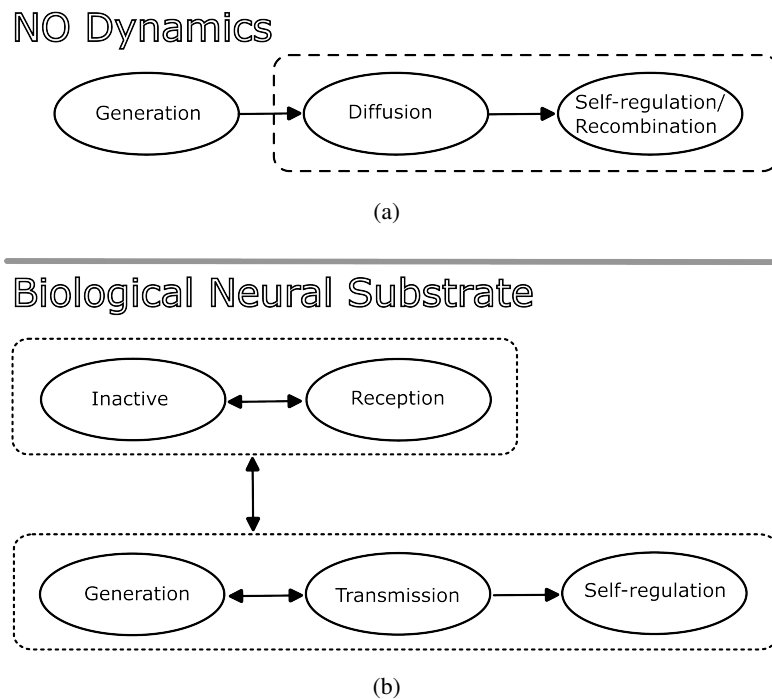 NO Dynamics
Generation
Diffusion
Self-regulation/
Recombination
(a)
Biological Neural Substrate
Inactive
Reception
Generation
Transmission
Self-regulation
(b)